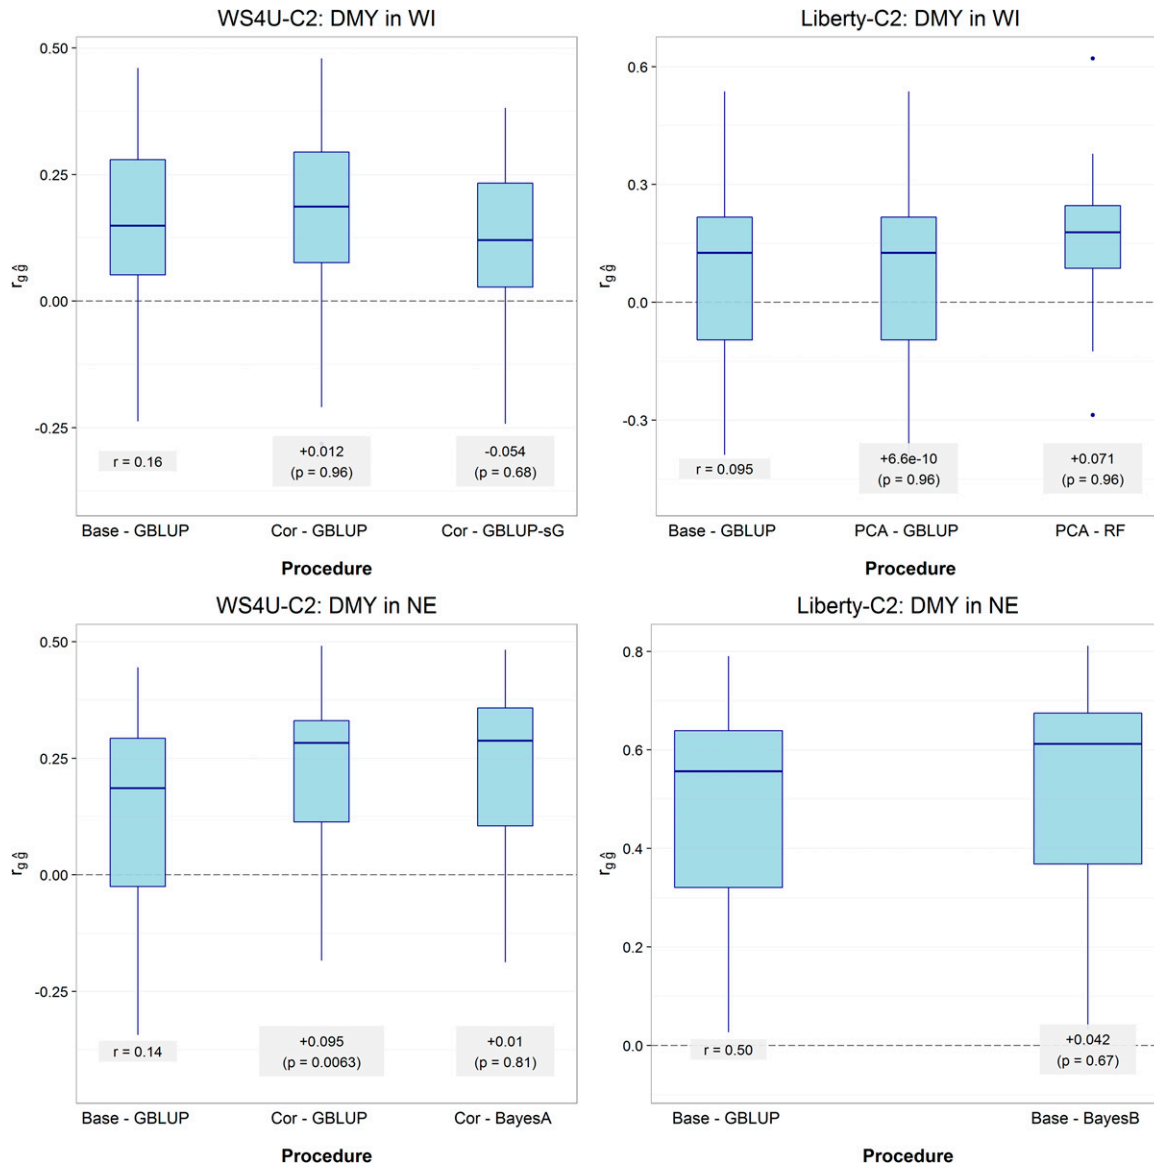 WS4U-C2: DMY in WI
0.50
0.25
0.00
-0.25
r g ĝ
r = 0.16
+0.012
(p = 0.96)
-0.054
(p = 0.68)
Base - GBLUP
Cor - GBLUP
Cor - GBLUP-sG
Procedure
Liberty-C2: DMY in WI
0.6
0.3
0.0
-0.3
r g ĝ
r = 0.095
+6.6e-10
(p = 0.96)
+0.071
(p = 0.96)
Base - GBLUP
PCA - GBLUP
PCA - RF
Procedure
WS4U-C2: DMY in NE
0.50
0.25
0.00
-0.25
r g ĝ
r = 0.14
+0.095
(p = 0.0063)
+0.01
(p = 0.81)
Base - GBLUP
Cor - GBLUP
Cor - BayesA
Procedure
Liberty-C2: DMY in NE
0.8
0.6
0.4
0.2
0.0
r g ĝ
r = 0.50
+0.042
(p = 0.67)
Base - GBLUP
Base - BayesB
Procedure